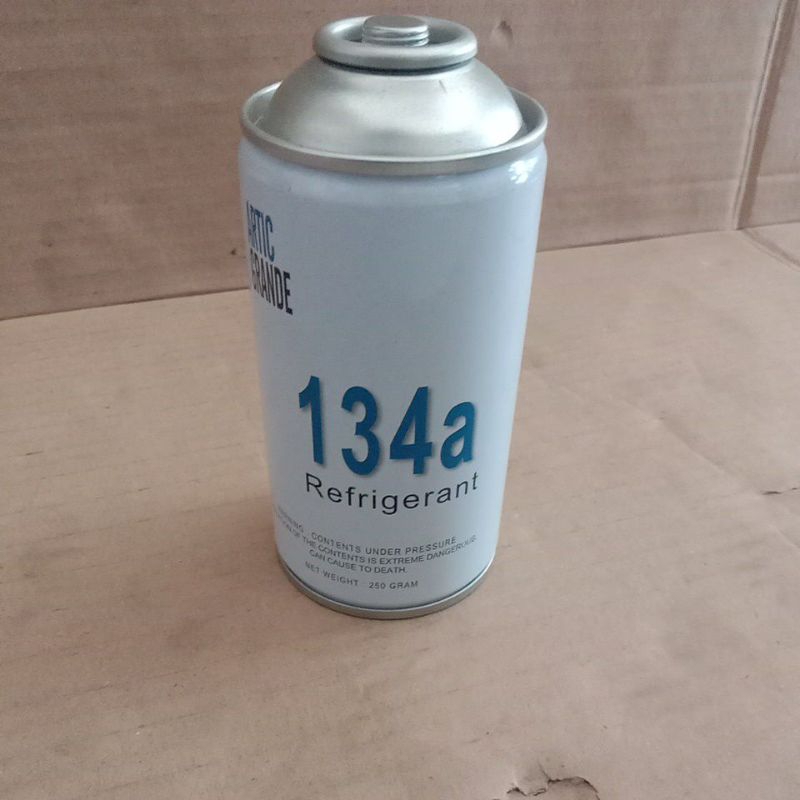 ARTIC
GRANDE
134a
Refrigerant
WARNING : CONTENTS UNDER PRESSURE
OF THE CONTENTS IS EXTREME DANGEROUS
CAN CAUSE TO DEATH.
NET WEIGHT : 250 GRAM